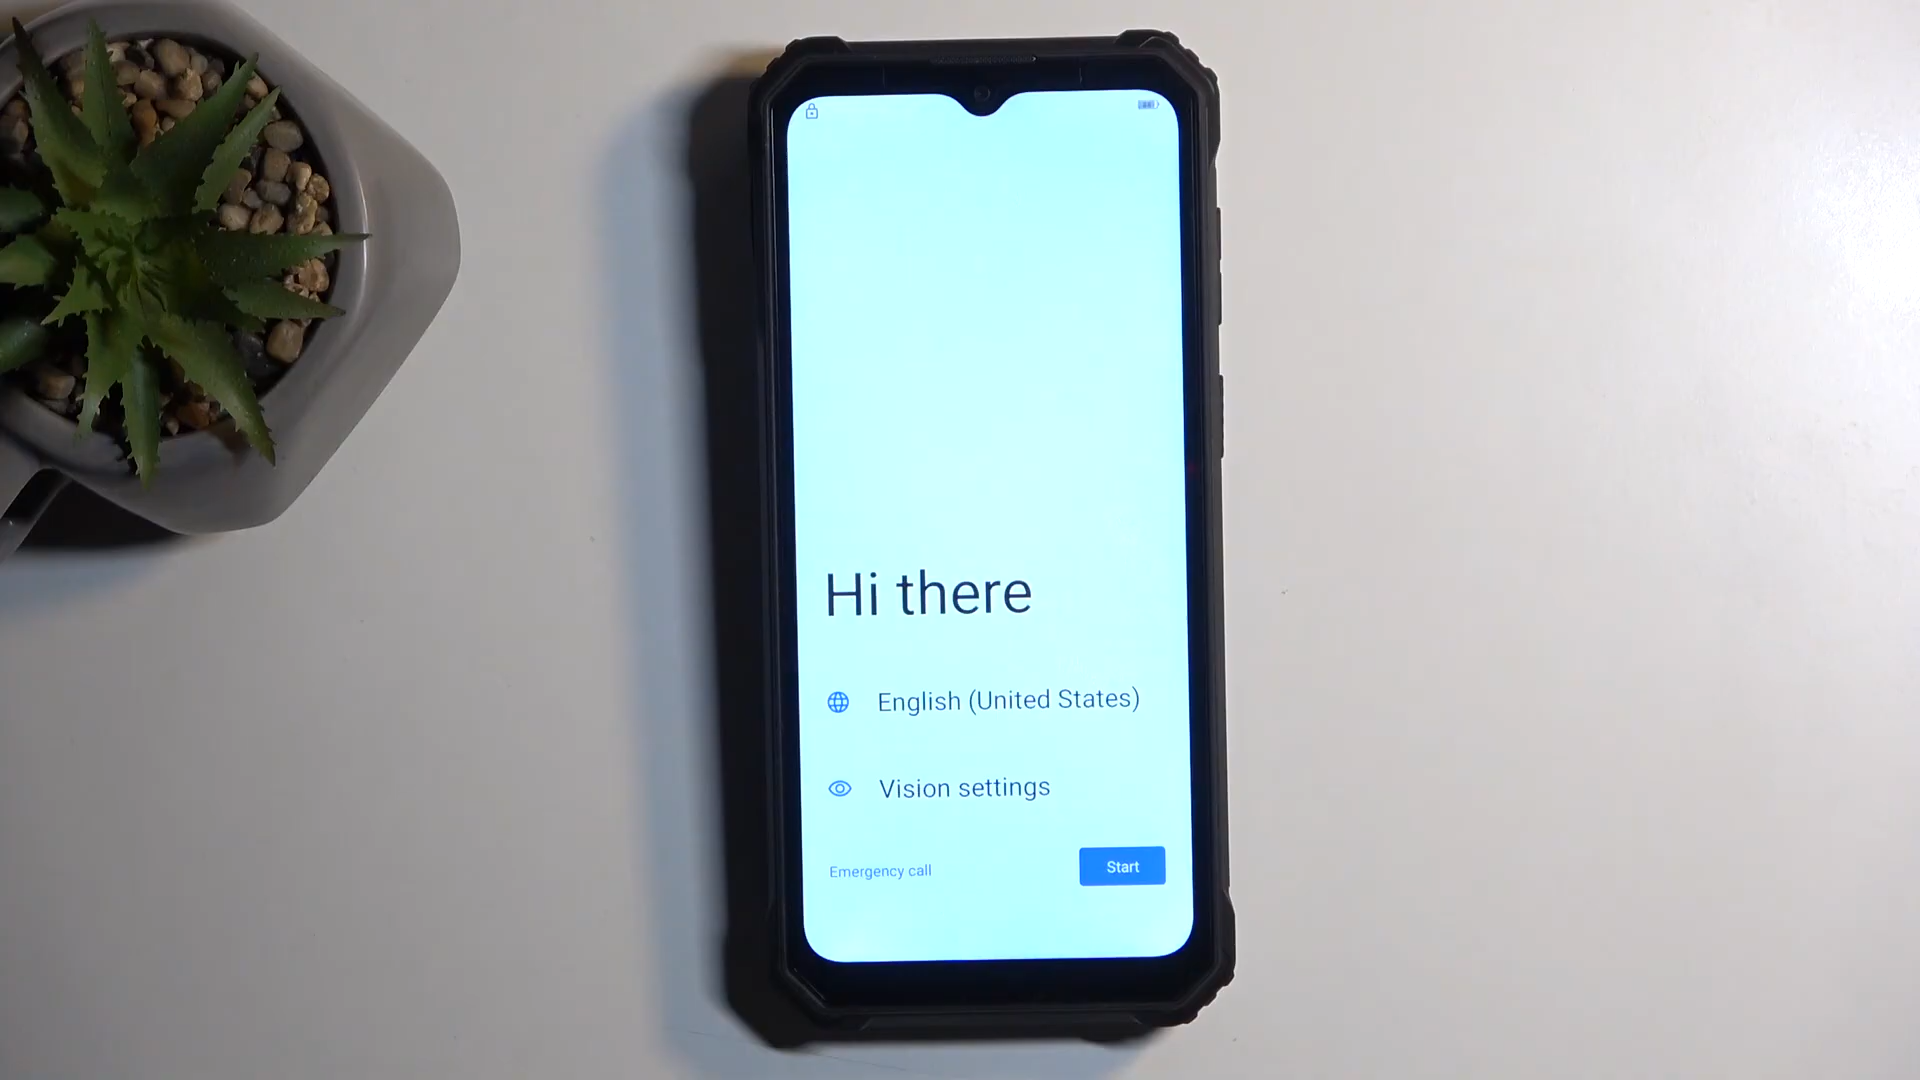 Hi there
English (United States)
Vision settings
Emergency call
Start